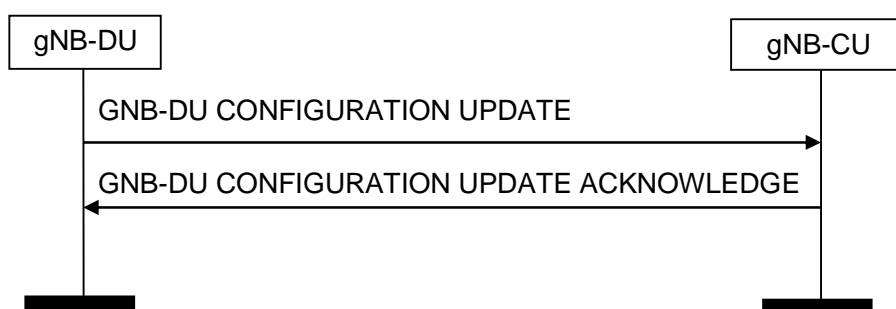 gNB-DU
gNB-CU
GNB-DU CONFIGURATION UPDATE
GNB-DU CONFIGURATION UPDATE ACKNOWLEDGE